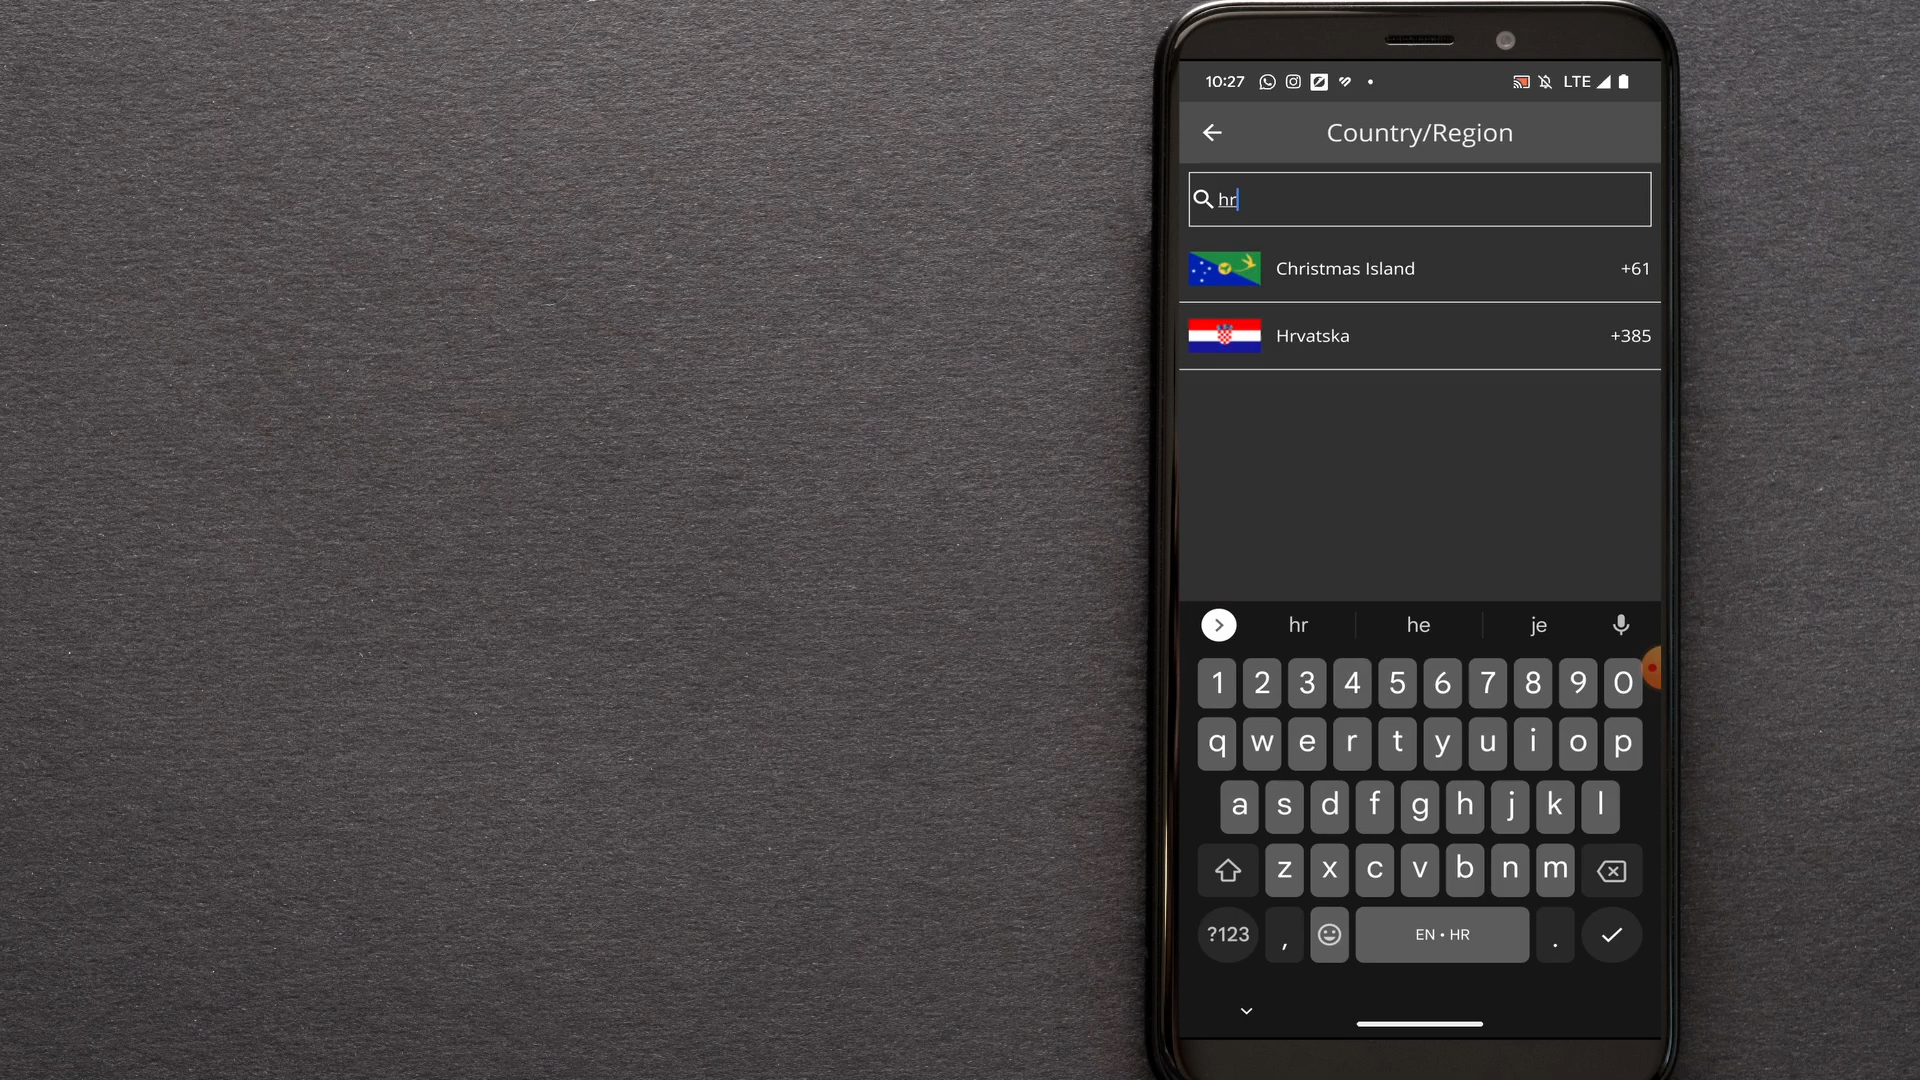 10:27 LTE
Country/Region
hr
Christmas Island +61
Hrvatska +385
hr he je
1 2 3 4 5 6 7 8 9 0
q w e r t y u i o p
a s d f g h j k l
z x c v b n m
?123 , EN • HR .